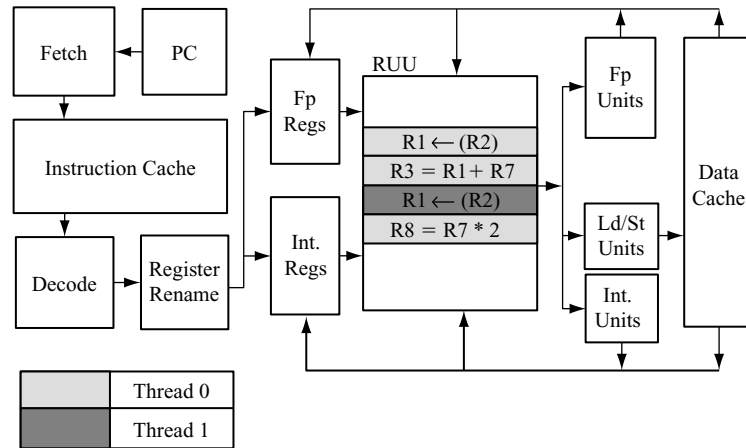 Fetch
PC
Instruction Cache
Decode
Register
Rename
Fp
Regs
Int.
Regs
RUU
R1 ← (R2)
R3 = R1 + R7
R1 ← (R2)
R8 = R7 * 2
Fp
Units
Ld/St
Units
Int.
Units
Data
Cache
Thread 0
Thread 1